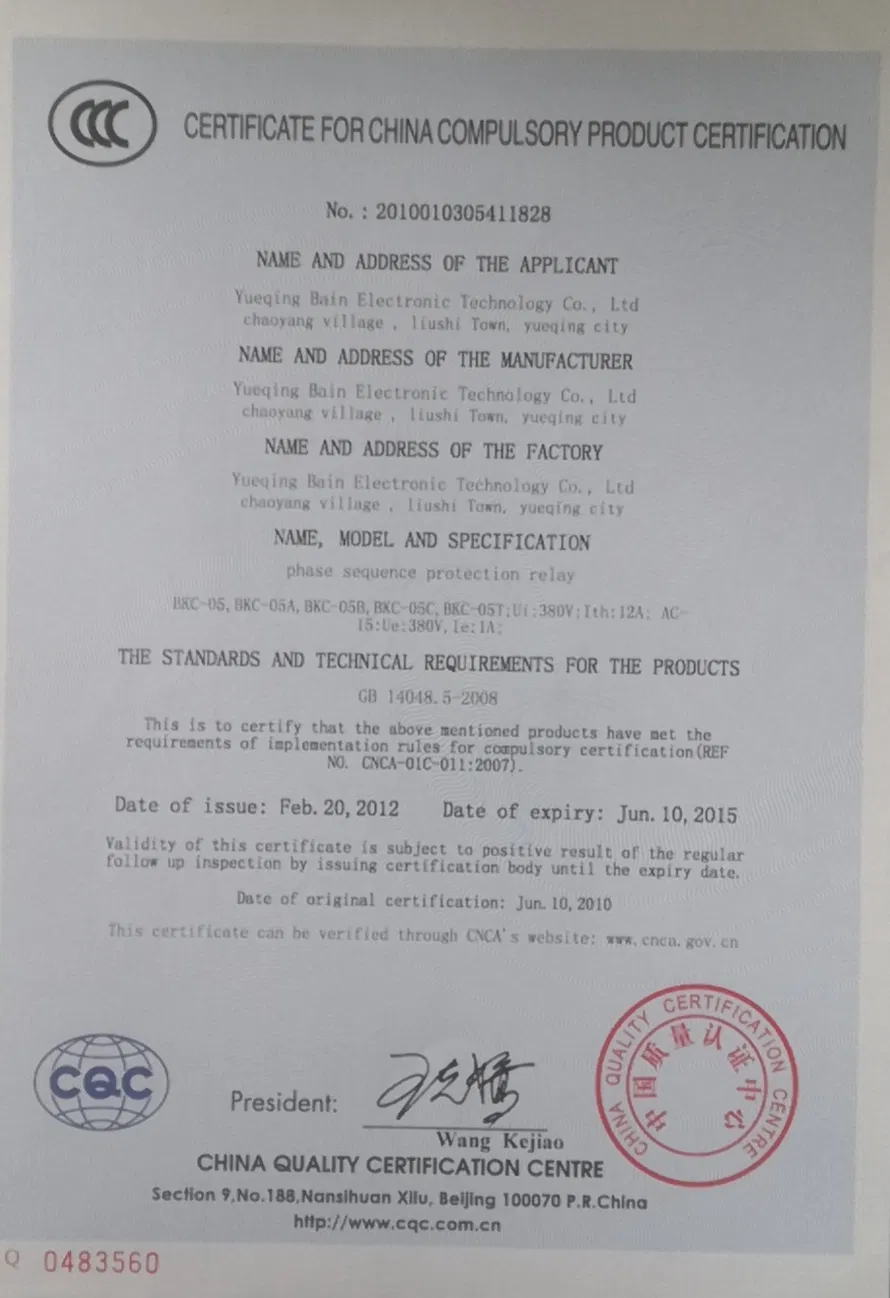 CCC CERTIFICATE FOR CHINA COMPULSORY PRODUCT CERTIFICATION
No. : 2010010305411828
NAME AND ADDRESS OF THE APPLICANT
Yueqing Bain Electronic Technology Co., Ltd
chaoyang village , liushi Town, yueqing city
NAME AND ADDRESS OF THE MANUFACTURER
Yueqing Bain Electronic Technology Co., Ltd
chaoyang village , liushi Town, yueqing city
NAME AND ADDRESS OF THE FACTORY
Yueqing Bain Electronic Technology Co., Ltd
chaoyang village , liushi Town, yueqing city
NAME, MODEL AND SPECIFICATION
phase sequence protection relay
BKC-05, BKC-05A, BKC-05B, BKC-05C, BKC-05T;Ui:380V;Ith:12A; AC-
15:Ue:380V, Ie:1A;
THE STANDARDS AND TECHNICAL REQUIREMENTS FOR THE PRODUCTS
GB 14048.5-2008
This is to certify that the above mentioned products have met the
requirements of implementation rules for compulsory certification(REF
NO. CNCA-01C-011:2007).
Date of issue: Feb. 20, 2012 Date of expiry: Jun. 10, 2015
Validity of this certificate is subject to positive result of the regular
follow up inspection by issuing certification body until the expiry date.
Date of original certification: Jun. 10, 2010
This certificate can be verified through CNCA's website: www.cnca.gov.cn
CHINA QUALITY CERTIFICATION CENTRE
中国质量认证中心
CQC
President: 王克娇
Wang Kejiao
CHINA QUALITY CERTIFICATION CENTRE
Section 9,No.188,Nansihuan Xilu, Beijing 100070 P.R.China
http://www.cqc.com.cn
Q 0483560